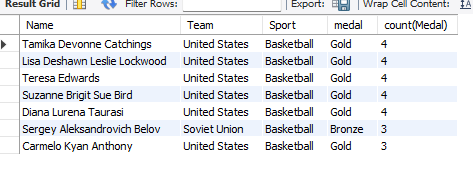 Result Grid Filter Rows: Export: Wrap Cell Content:
Name Team Sport medal count(Medal)
Tamika Devonne Catchings United States Basketball Gold 4
Lisa Deshawn Leslie Lockwood United States Basketball Gold 4
Teresa Edwards United States Basketball Gold 4
Suzanne Brigit Sue Bird United States Basketball Gold 4
Diana Lurena Taurasi United States Basketball Gold 4
Sergey Aleksandrovich Belov Soviet Union Basketball Bronze 3
Carmelo Kyan Anthony United States Basketball Gold 3